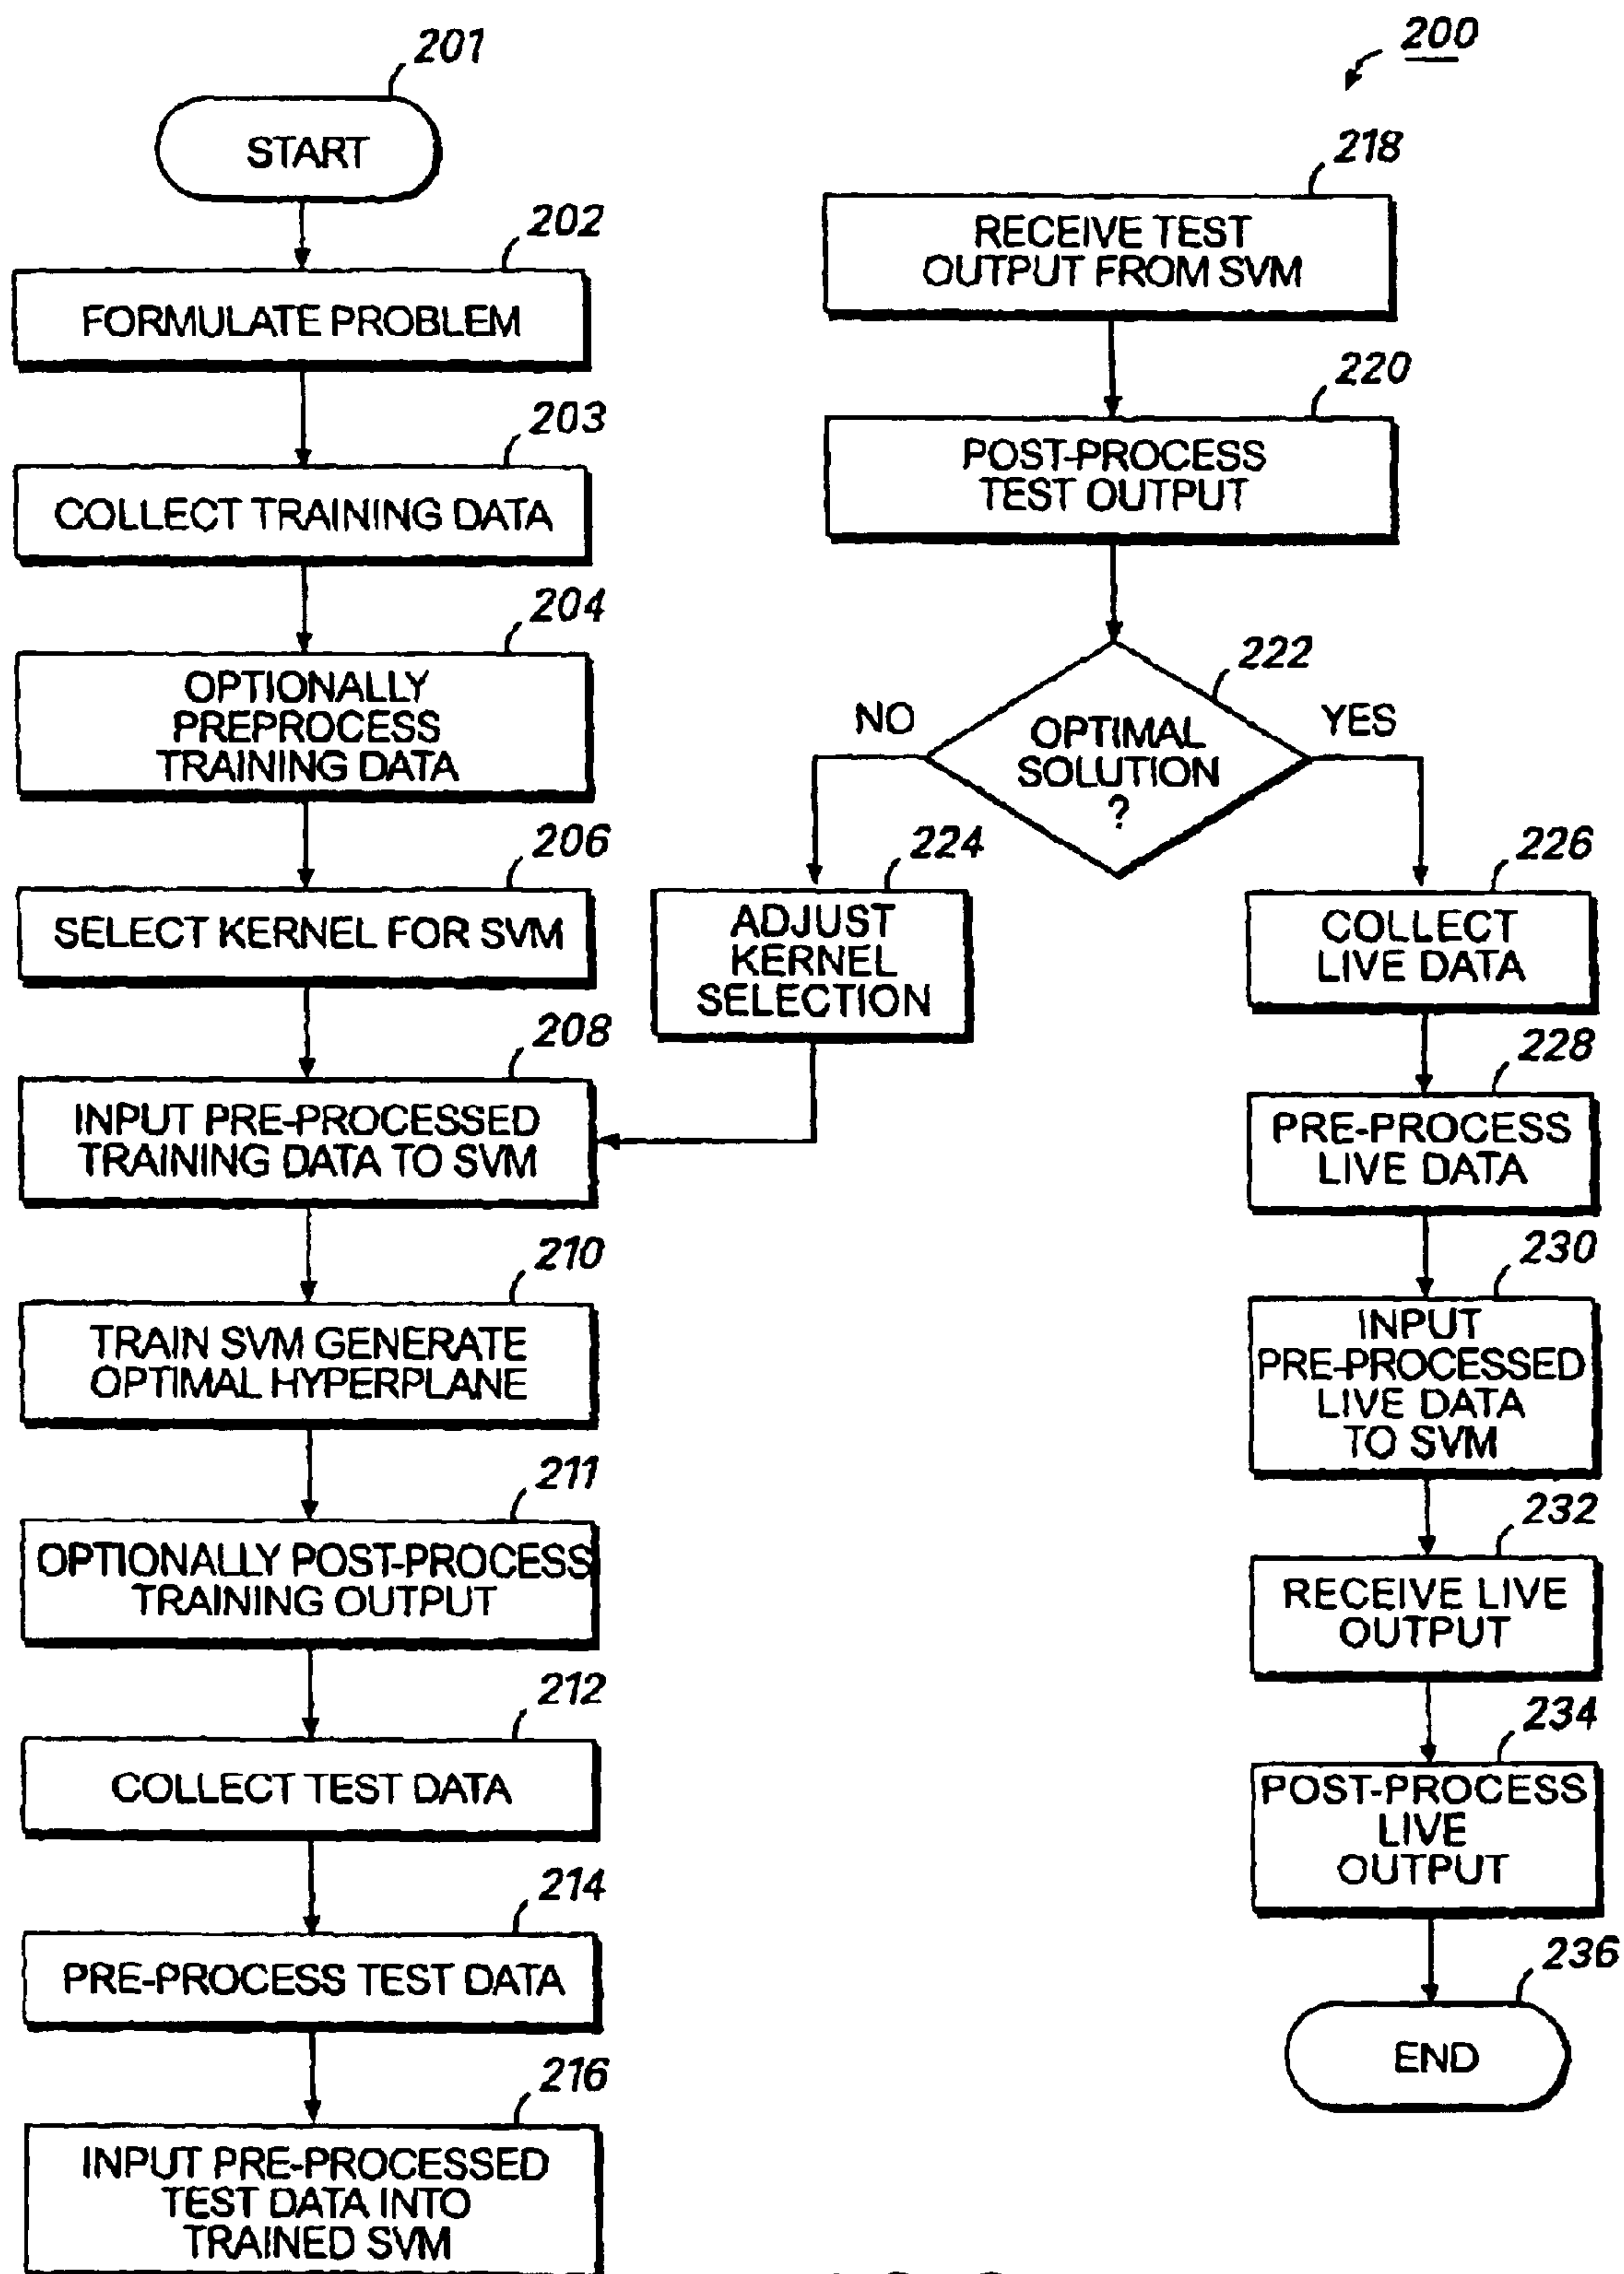 201
START
202
FORMULATE PROBLEM
203
COLLECT TRAINING DATA
204
OPTIONALLY
PREPROCESS
TRAINING DATA
206
SELECT KERNEL FOR SVM
208
INPUT PRE-PROCESSED
TRAINING DATA TO SVM
210
TRAIN SVM GENERATE
OPTIMAL HYPERPLANE
211
OPTIONALLY POST-PROCESS
TRAINING OUTPUT
212
COLLECT TEST DATA
214
PRE-PROCESS TEST DATA
216
INPUT PRE-PROCESSED
TEST DATA INTO
TRAINED SVM
200
218
RECEIVE TEST
OUTPUT FROM SVM
220
POST-PROCESS
TEST OUTPUT
222
OPTIMAL
SOLUTION
?
NO
YES
224
ADJUST
KERNEL
SELECTION
226
COLLECT
LIVE DATA
228
PRE-PROCESS
LIVE DATA
230
INPUT
PRE-PROCESSED
LIVE DATA
TO SVM
232
RECEIVE LIVE
OUTPUT
234
POST-PROCESS
LIVE
OUTPUT
236
END